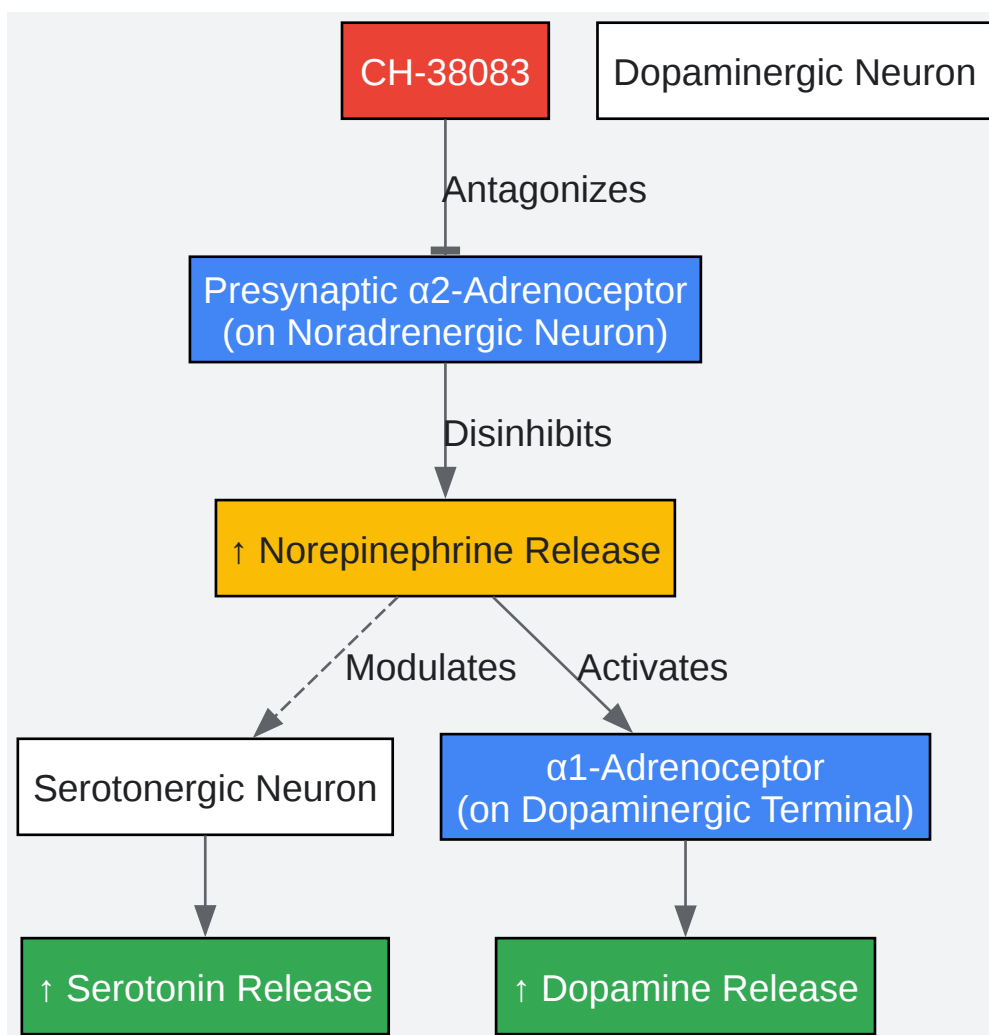 CH-38083
Dopaminergic Neuron
Antagonizes
Presynaptic α2-Adrenoceptor
(on Noradrenergic Neuron)
Disinhibits
↑ Norepinephrine Release
Modulates
Activates
Serotonergic Neuron
α1-Adrenoceptor
(on Dopaminergic Terminal)
↑ Serotonin Release
↑ Dopamine Release